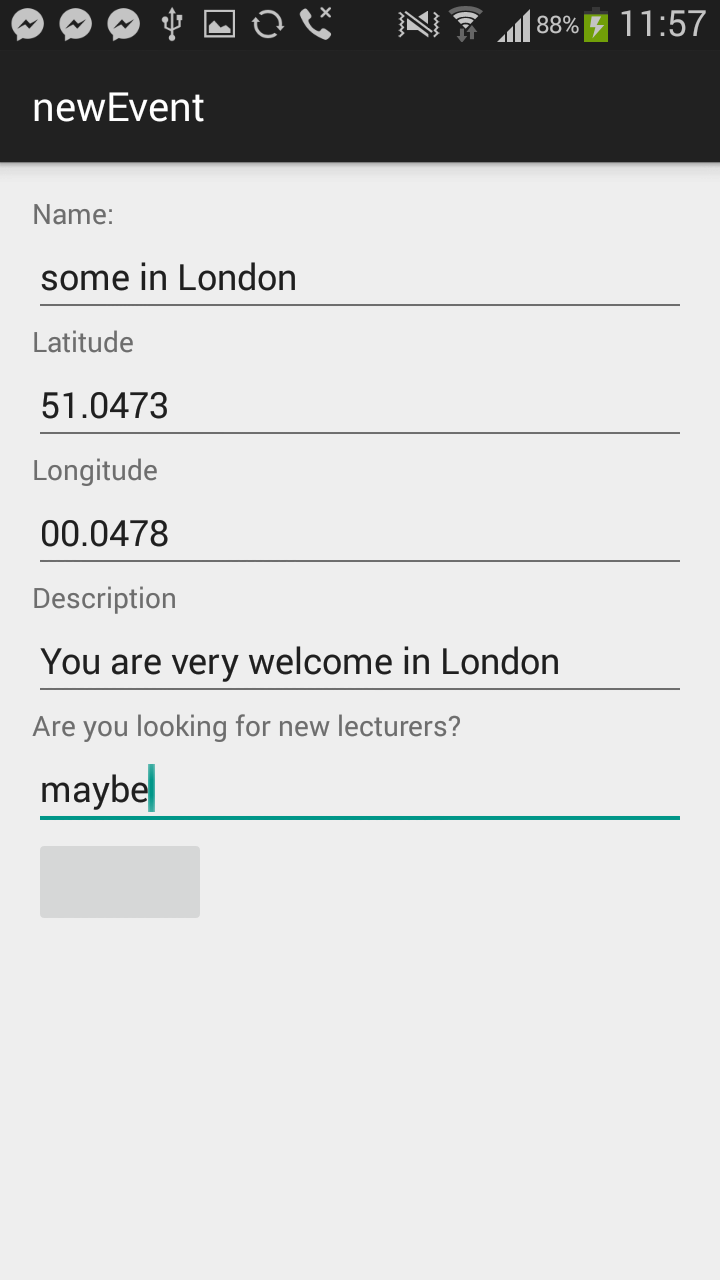 88% 11:57
newEvent
Name:
some in London
Latitude
51.0473
Longitude
00.0478
Description
You are very welcome in London
Are you looking for new lecturers?
maybe